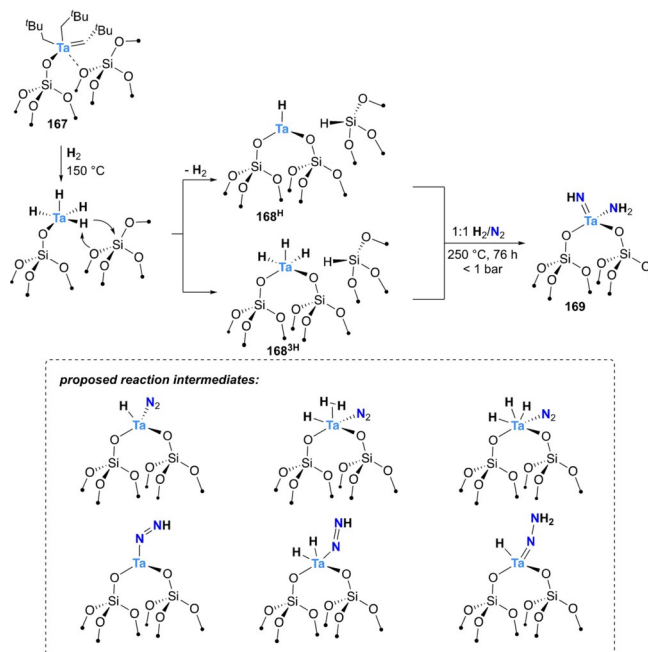 tBu
tBu tBu
Ta
O O
O
Si Si
O O O O O
167
H2
150 °C
H
H H
Ta H
O O
Si O Si
O O O O O
- H2
H
Ta
O O
Si Si
O O O O O O
H Si O
O O
168H
H H H
Ta
O O
Si Si
O O O O O O
H Si O
O O
1683H
1:1 H2/N2
250 °C, 76 h
< 1 bar
HN NH2
Ta
O O
Si Si
O O O O O O
169
proposed reaction intermediates:
H N2
Ta
O O
Si Si
O O O O O O
H H
H Ta N2
O O
Si Si
O O O O O O
H H
H Ta N2
O O
Si Si
O O O O O O
NH
N
Ta
O O
Si Si
O O O O O O
NH
H N
H Ta
O O
Si Si
O O O O O O
NH2
N
H Ta
O O
Si Si
O O O O O O